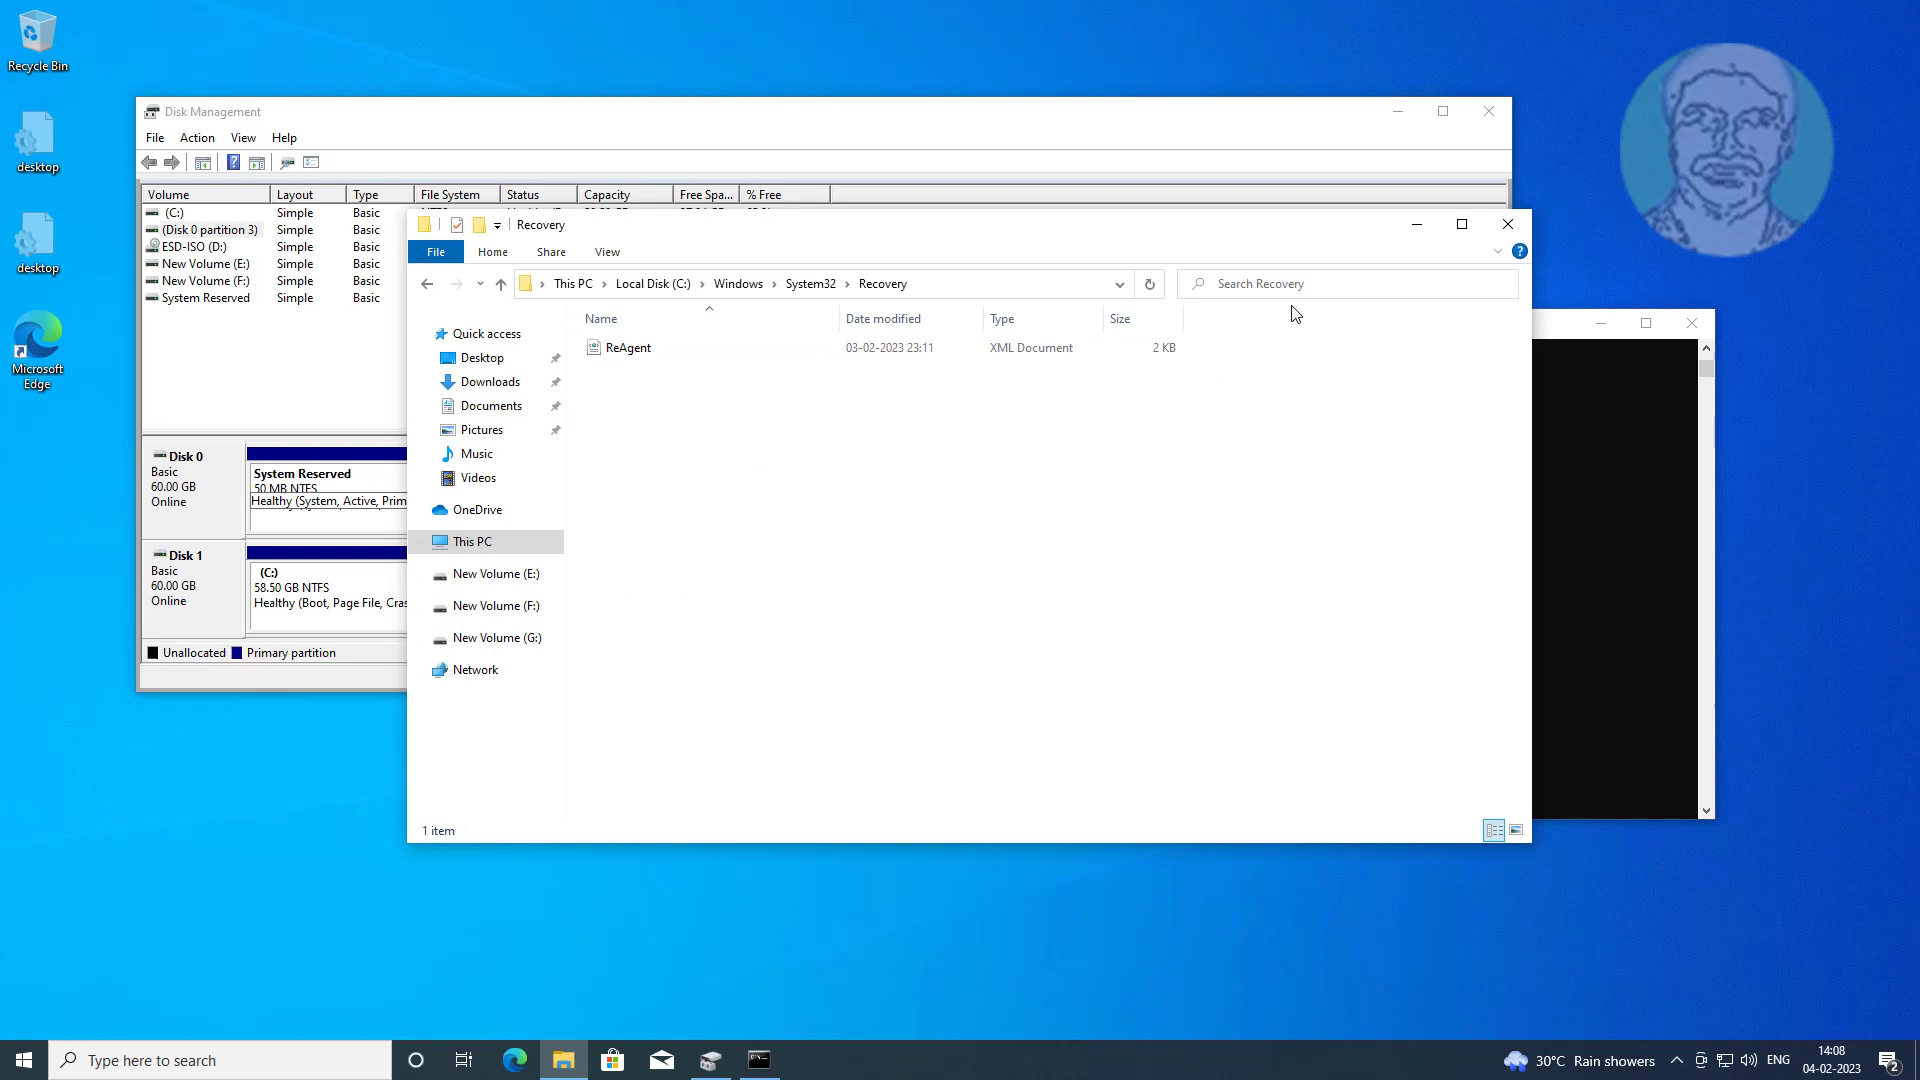 Recycle Bin
desktop
desktop
Microsoft
Edge
Disk Management
File Action View Help
Volume Layout Type File System Status Capacity Free Spa... % Free
(C:) Simple Basic
(Disk 0 partition 3) Simple Basic
ESD-ISO (D:) Simple Basic
New Volume (E:) Simple Basic
New Volume (F:) Simple Basic
System Reserved Simple Basic
Disk 0
Basic
60.00 GB
Online
System Reserved
50 MB NTFS
Healthy (System, Active, Prim
Disk 1
Basic
60.00 GB
Online
(C:)
58.50 GB NTFS
Healthy (Boot, Page File, Cras
Unallocated Primary partition
Recovery
File Home Share View
This PC Local Disk (C:) Windows System32 Recovery
Search Recovery
Name Date modified Type Size
ReAgent 03-02-2023 23:11 XML Document 2 KB
Quick access
Desktop
Downloads
Documents
Pictures
Music
Videos
OneDrive
This PC
New Volume (E:)
New Volume (F:)
New Volume (G:)
Network
1 item
Type here to search
30°C Rain showers
ENG
14:08
04-02-2023
2